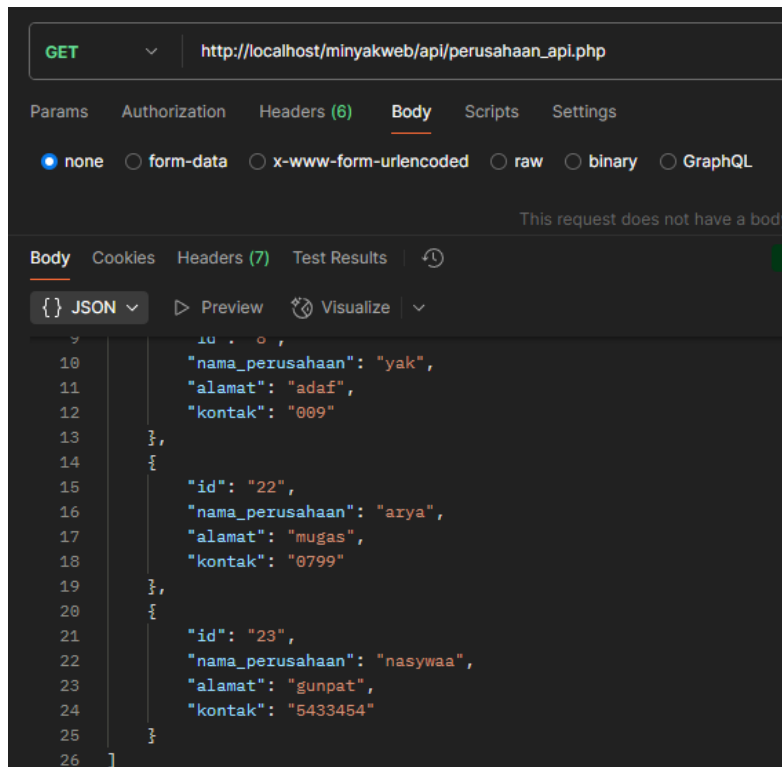 GET http://localhost/minyakweb/api/perusahaan_api.php
Params Authorization Headers (6) Body Scripts Settings
none form-data x-www-form-urlencoded raw binary GraphQL
This request does not have a bod
Body Cookies Headers (7) Test Results
{} JSON Preview Visualize
9 "id": "8",
10 "nama_perusahaan": "yak",
11 "alamat": "adaf",
12 "kontak": "009"
13 },
14 {
15 "id": "22",
16 "nama_perusahaan": "arya",
17 "alamat": "mugas",
18 "kontak": "0799"
19 },
20 {
21 "id": "23",
22 "nama_perusahaan": "nasywaa",
23 "alamat": "gunpat",
24 "kontak": "5433454"
25 }
26 ]